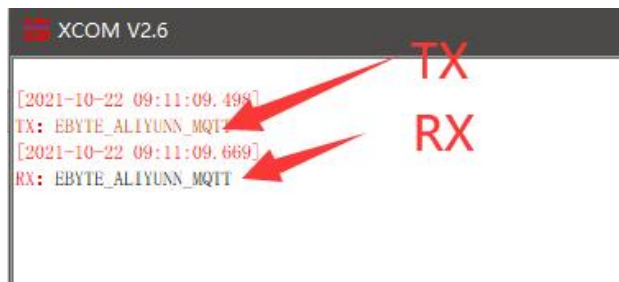 XCOM V2.6
TX
[2021-10-22 09:11:09.498]
TX: EBYTE_ALIYUNN_MQTT
[2021-10-22 09:11:09.669]
RX
RX: EBYTE_ALIYUNN_MQTT